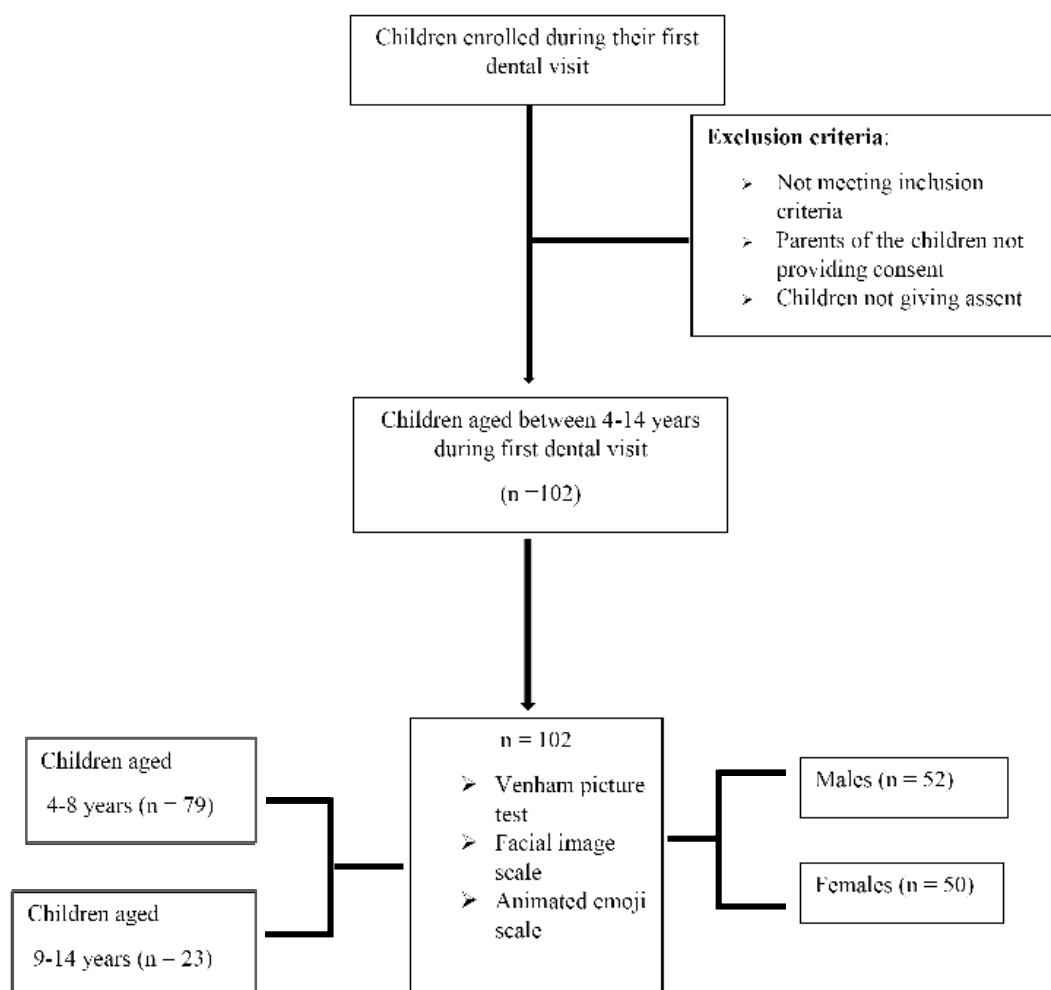 Children enrolled during their first
dental visit
Exclusion criteria:
➢ Not meeting inclusion
criteria
➢ Parents of the children not
providing consent
➢ Children not giving assent
Children aged between 4-14 years
during first dental visit
(n =102)
n = 102
➢ Venham picture
test
➢ Facial image
scale
➢ Animated emoji
scale
Children aged
4-8 years (n = 79)
Children aged
9-14 years (n = 23)
Males (n = 52)
Females (n = 50)